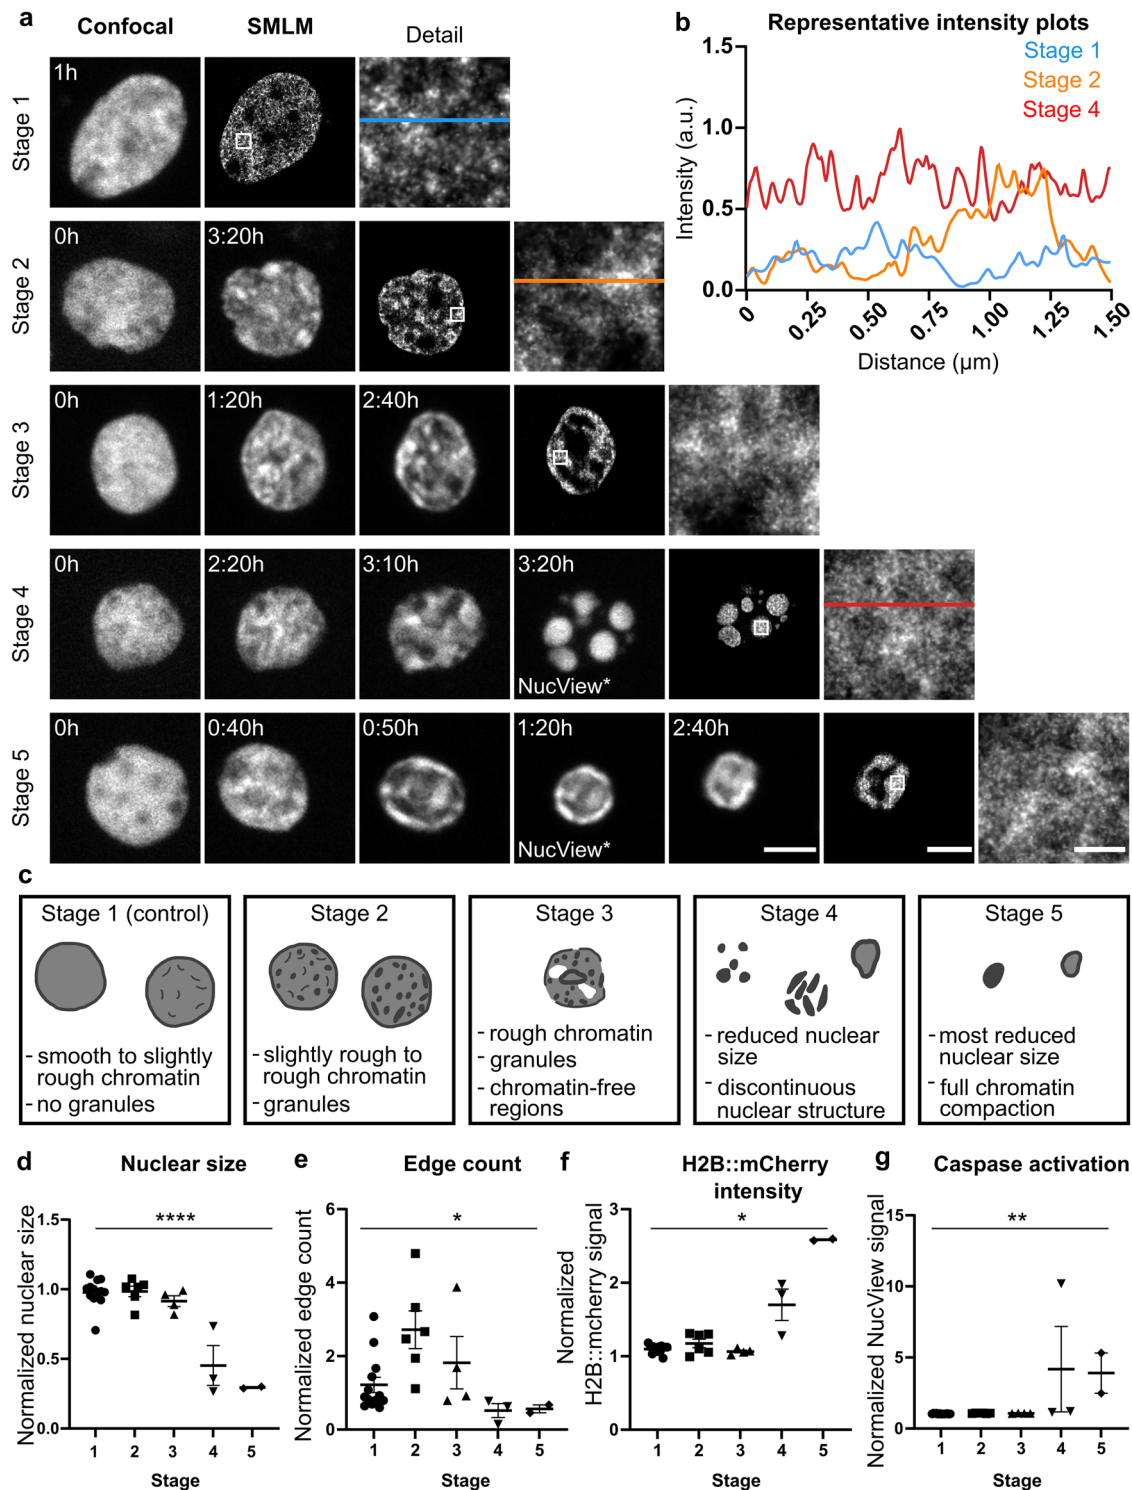 a
Confocal
SMLM
Detail
Stage 1
1h
Stage 2
0h
3:20h
Stage 3
0h
1:20h
2:40h
Stage 4
0h
2:20h
3:10h
3:20h
NucView*
Stage 5
0h
0:40h
0:50h
1:20h
2:40h
NucView*
b
Representative intensity plots
Stage 1
Stage 2
Stage 4
Intensity (a.u.)
1.5
1.0
0.5
0.0
0
0.25
0.50
0.75
1.00
1.25
1.50
Distance (µm)
c
Stage 1 (control)
- smooth to slightly
rough chromatin
- no granules
Stage 2
- slightly rough to
rough chromatin
- granules
Stage 3
- rough chromatin
- granules
- chromatin-free
regions
Stage 4
- reduced nuclear
size
- discontinuous
nuclear structure
Stage 5
- most reduced
nuclear size
- full chromatin
compaction
d
Nuclear size
Normalized nuclear size
1.5
1.0
0.5
0.0
****
1 2 3 4 5
Stage
e
Edge count
Normalized edge count
6
4
2
0
*
1 2 3 4 5
Stage
f
H2B::mCherry
intensity
Normalized
H2B::mcherry signal
3
2
1
0
*
1 2 3 4 5
Stage
g
Caspase activation
Normalized NucView signal
15
10
5
0
**
1 2 3 4 5
Stage